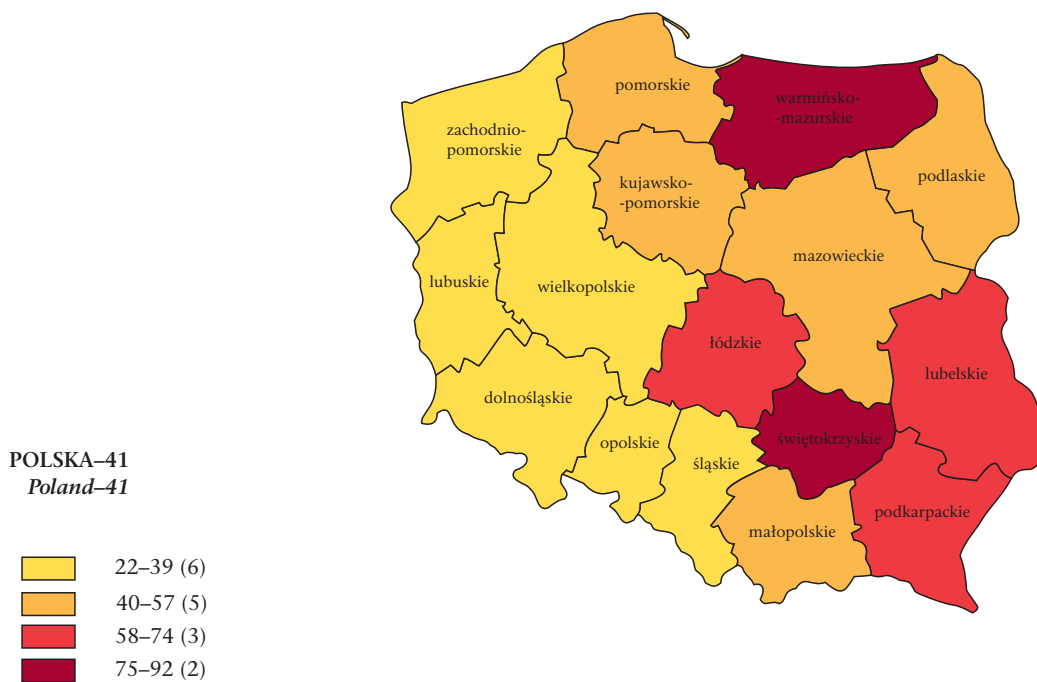 pomorskie
warmińsko-
-mazurskie
zachodnio-
pomorskie
podlaskie
kujawsko-
-pomorskie
mazowieckie
lubuskie
wielkopolskie
łódzkie
lubelskie
dolnośląskie
opolskie
śląskie
świętokrzyskie
podkarpackie
małopolskie
POLSKA–41
Poland–41
22–39 (6)
40–57 (5)
58–74 (3)
75–92 (2)